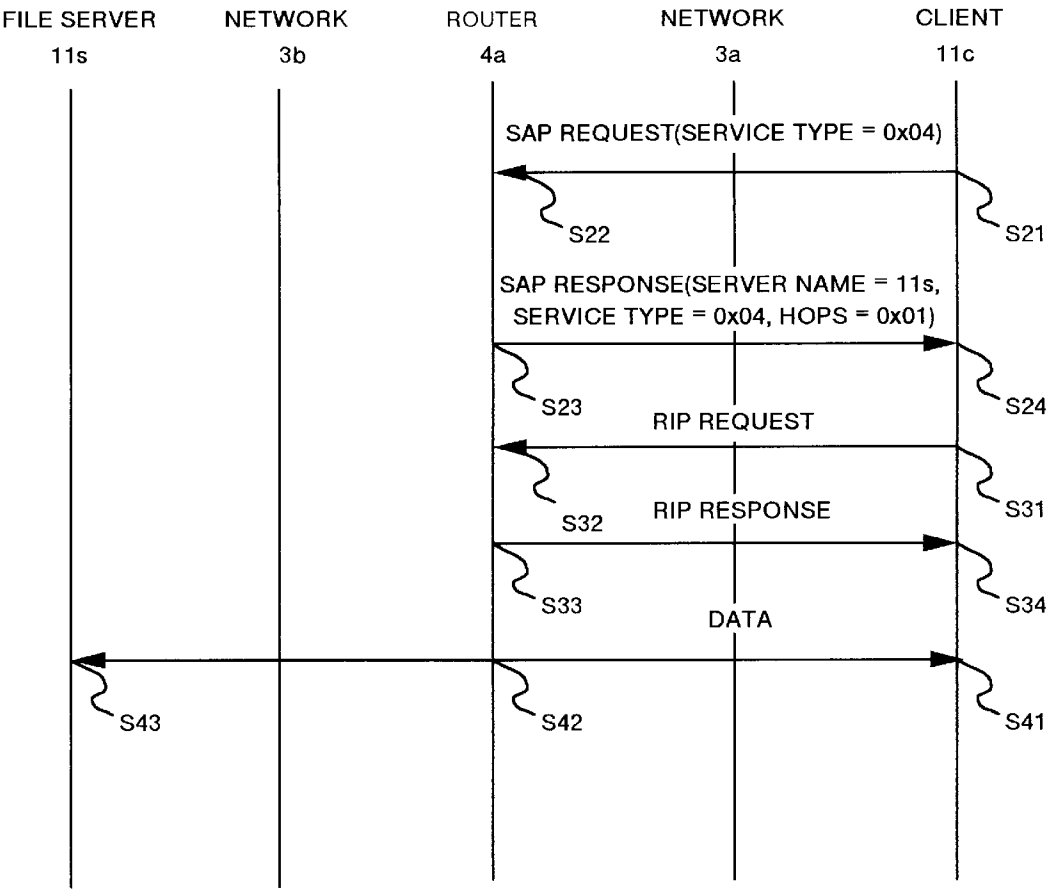 FILE SERVER NETWORK ROUTER NETWORK CLIENT
11s 3b 4a 3a 11c
SAP REQUEST(SERVICE TYPE = 0x04)
S22 S21
SAP RESPONSE(SERVER NAME = 11s,
SERVICE TYPE = 0x04, HOPS = 0x01)
S23 S24
RIP REQUEST
S32 S31
RIP RESPONSE
S33 S34
DATA
S43 S42 S41